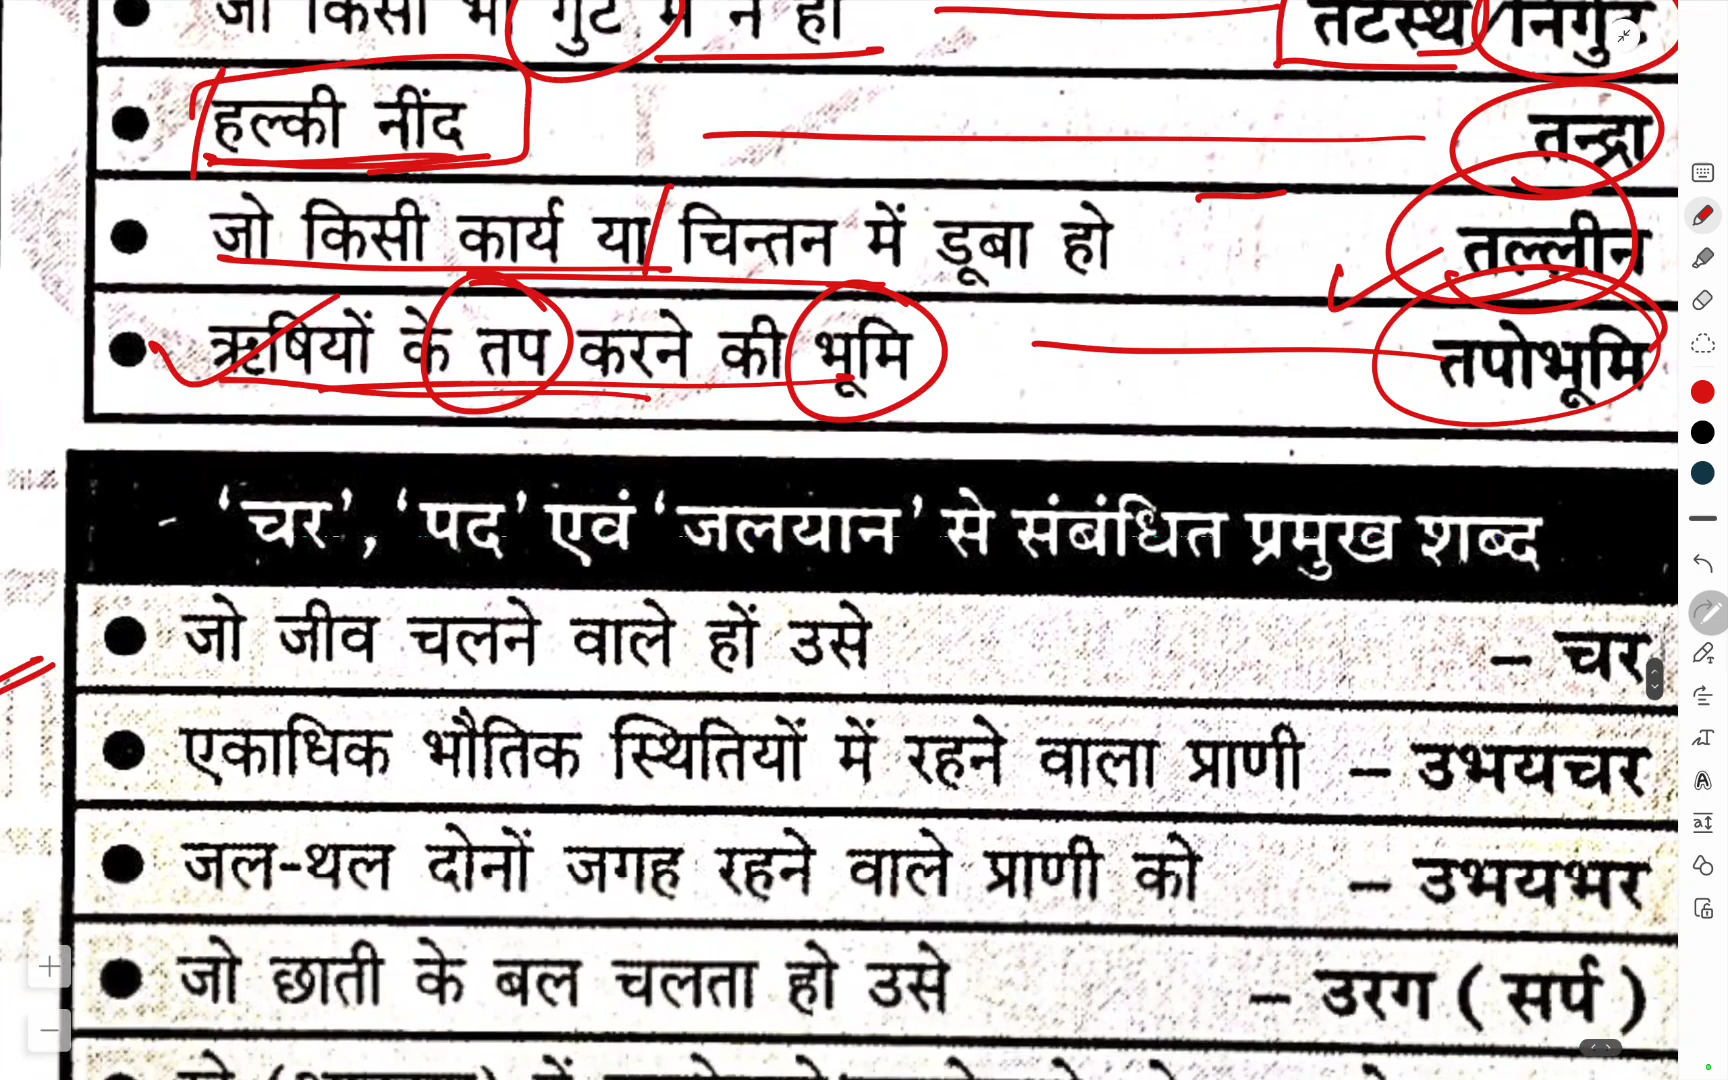 जो किसी भी गुट में न हो तटस्थ/निर्गुट
हल्की नींद तन्द्रा
जो किसी कार्य या चिन्तन में डूबा हो तल्लीन
ऋषियों के तप करने की भूमि तपोभूमि
'चर', 'पद' एवं 'जलयान' से संबंधित प्रमुख शब्द
जो जीव चलने वाले हों उसे – चर
एकाधिक भौतिक स्थितियों में रहने वाला प्राणी – उभयचर
जल-थल दोनों जगह रहने वाले प्राणी को – उभयभर
जो छाती के बल चलता हो उसे – उरग ( सर्प )